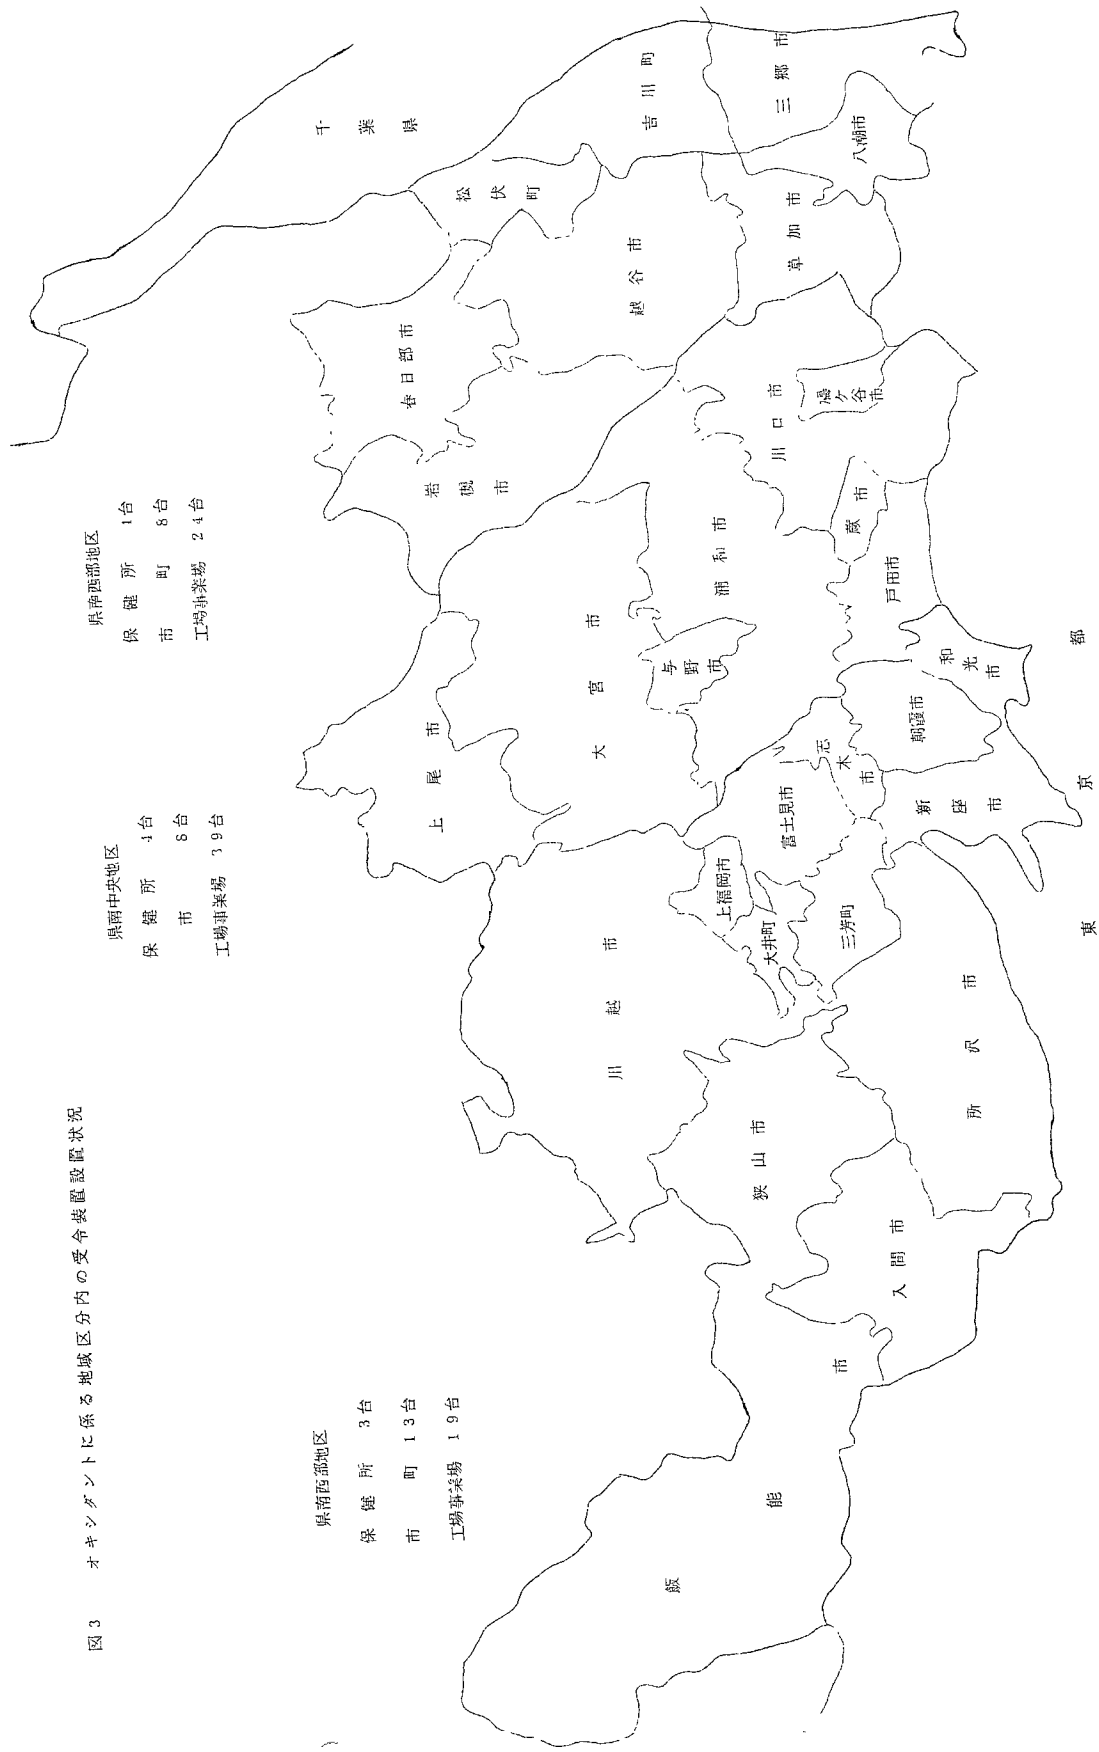 図3 オキシダントに係る地域区分内の受令装置設置状況
県南西部地区
保健所 3台
市町 13台
工場事業場 19台
県南中央地区
保健所 4台
市 8台
工場事業場 39台
県南西部地区
保健所 1台
市町 8台
工場事業場 24台
千葉県
飯能市
入間市
狭山市
所沢市
川越市
上福岡市
大井町
三芳町
富士見市
志木市
新座市
朝霞市
和光市
上尾市
大宮市
与野市
浦和市
戸田市
蕨市
川口市
鳩ヶ谷市
岩槻市
春日部市
越谷市
松伏町
吉川町
草加市
八潮市
三郷市
東京都